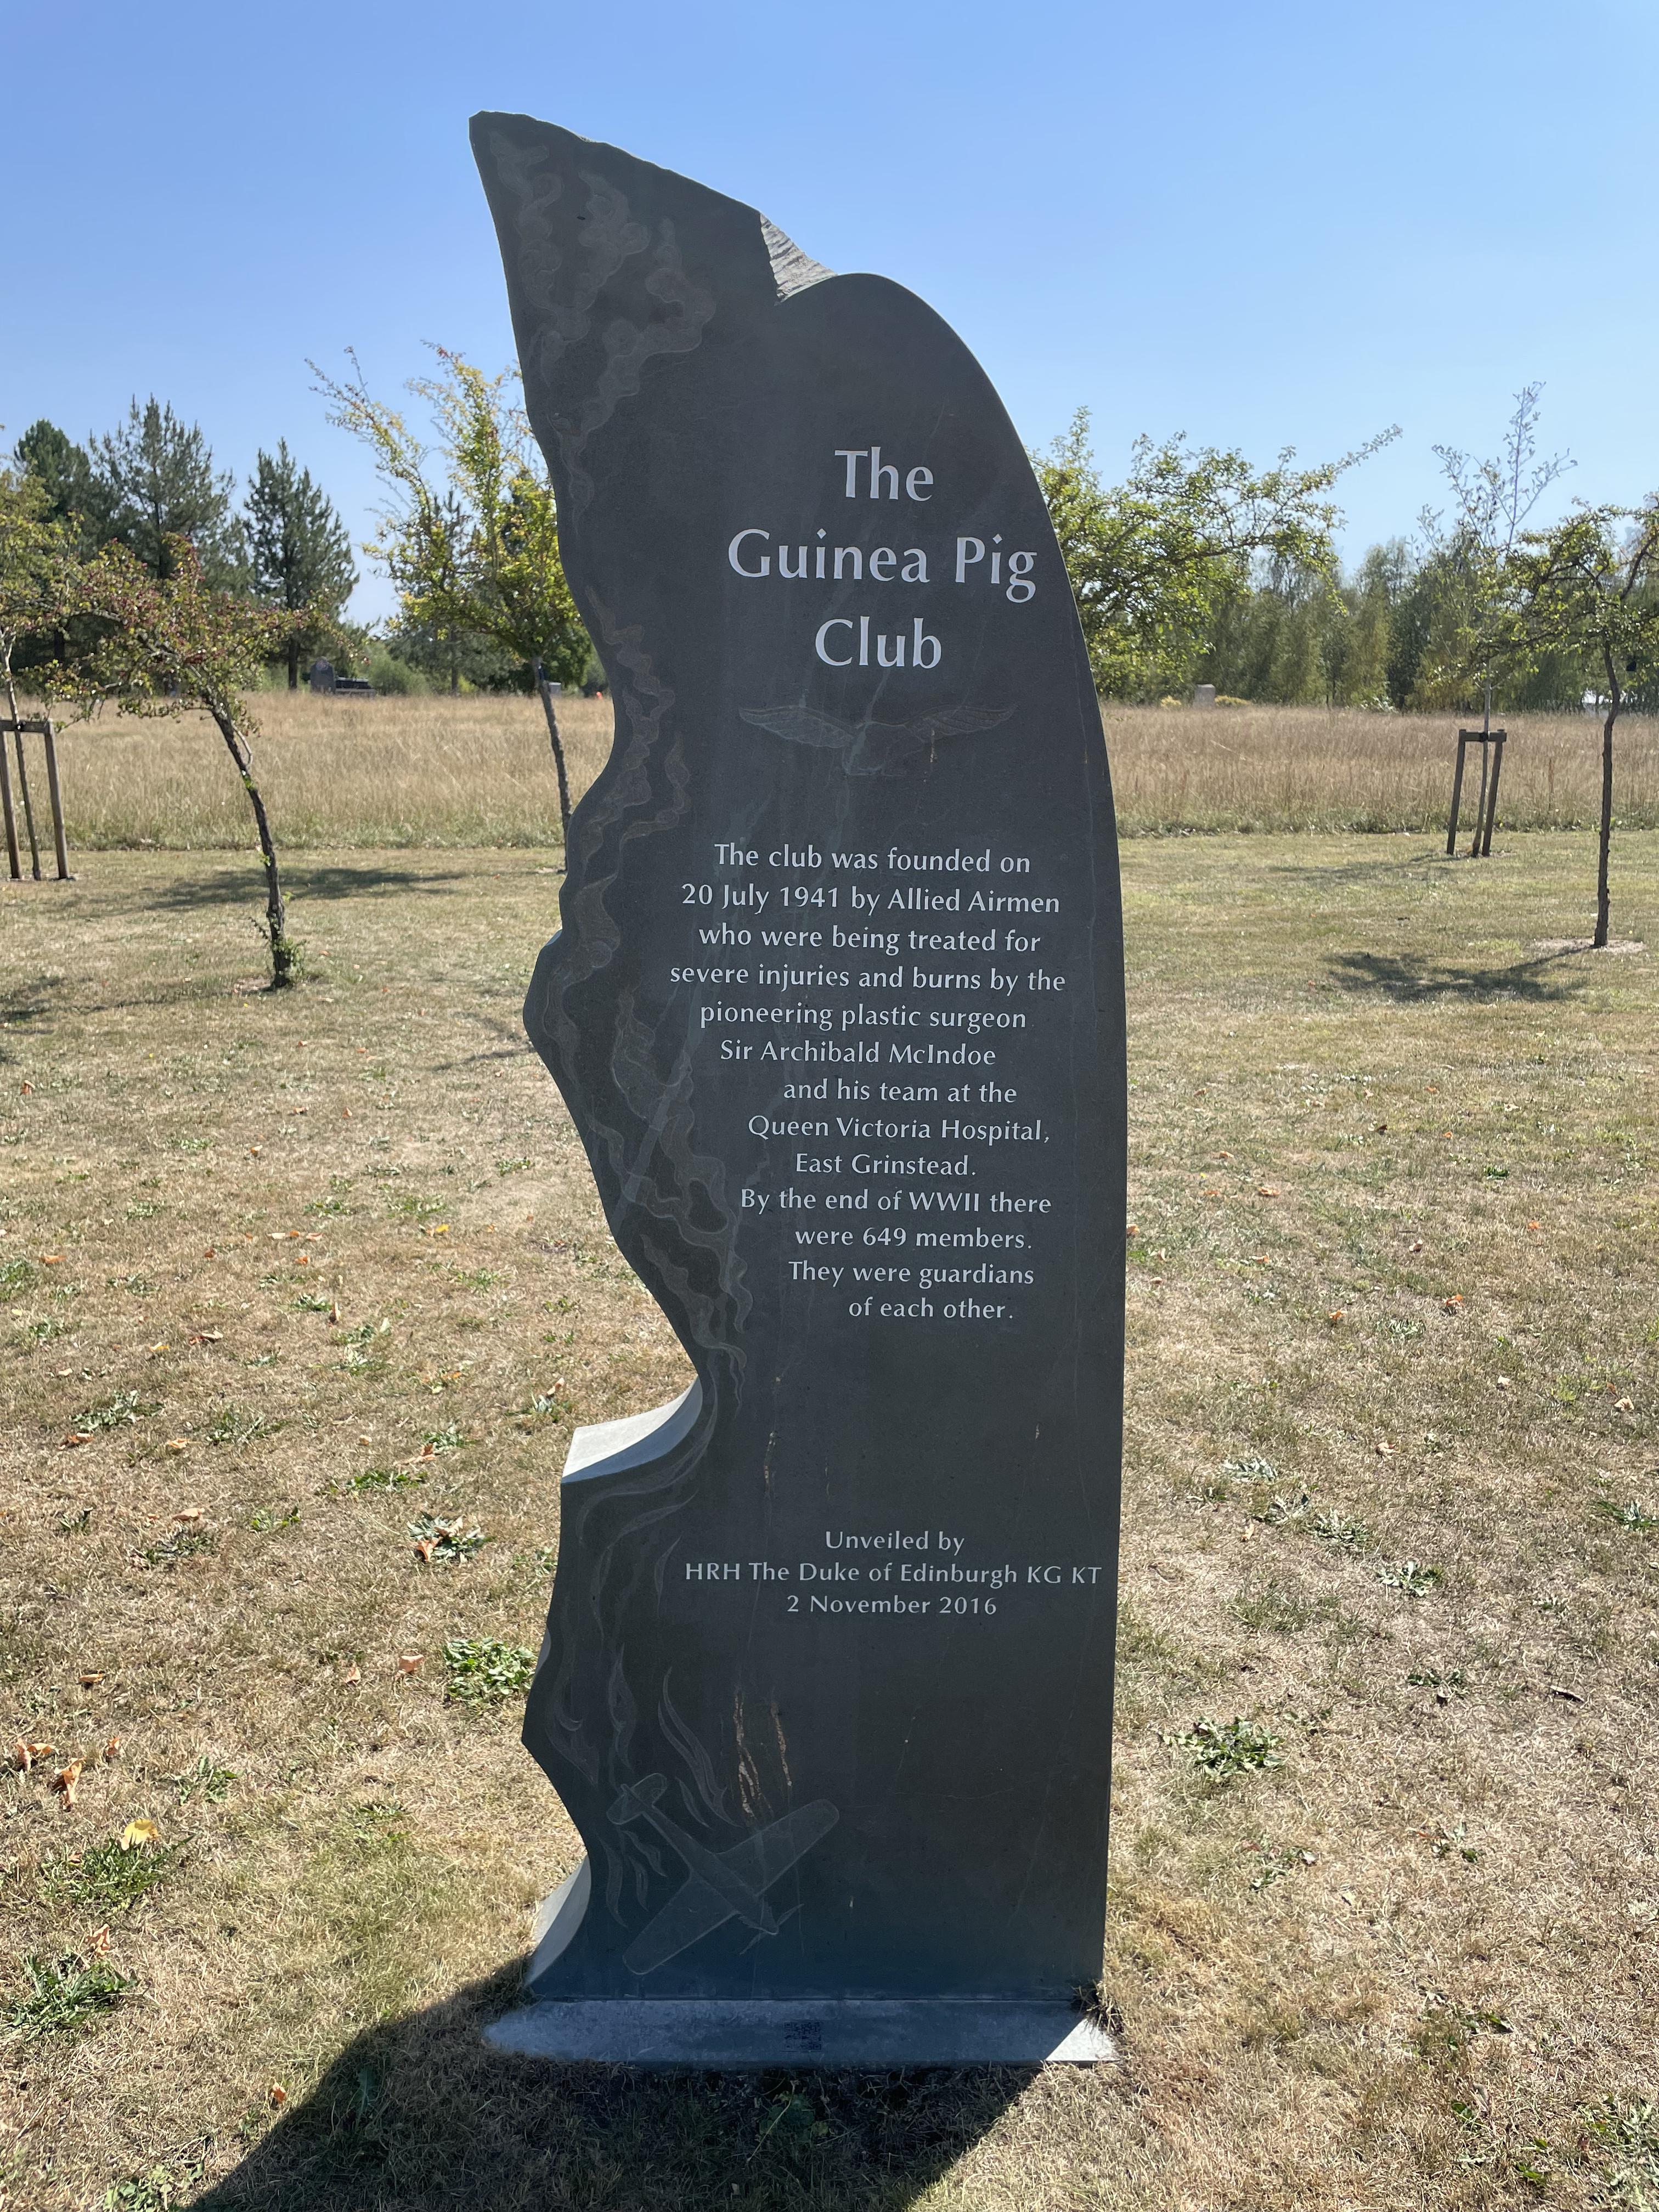 The
Guinea Pig
Club
The club was founded on
20 July 1941 by Allied Airmen
who were being treated for
severe injuries and burns by the
pioneering plastic surgeon
Sir Archibald McIndoe
and his team at the
Queen Victoria Hospital,
East Grinstead.
By the end of WWII there
were 649 members.
They were guardians
of each other.
Unveiled by
HRH The Duke of Edinburgh KG KT
2 November 2016